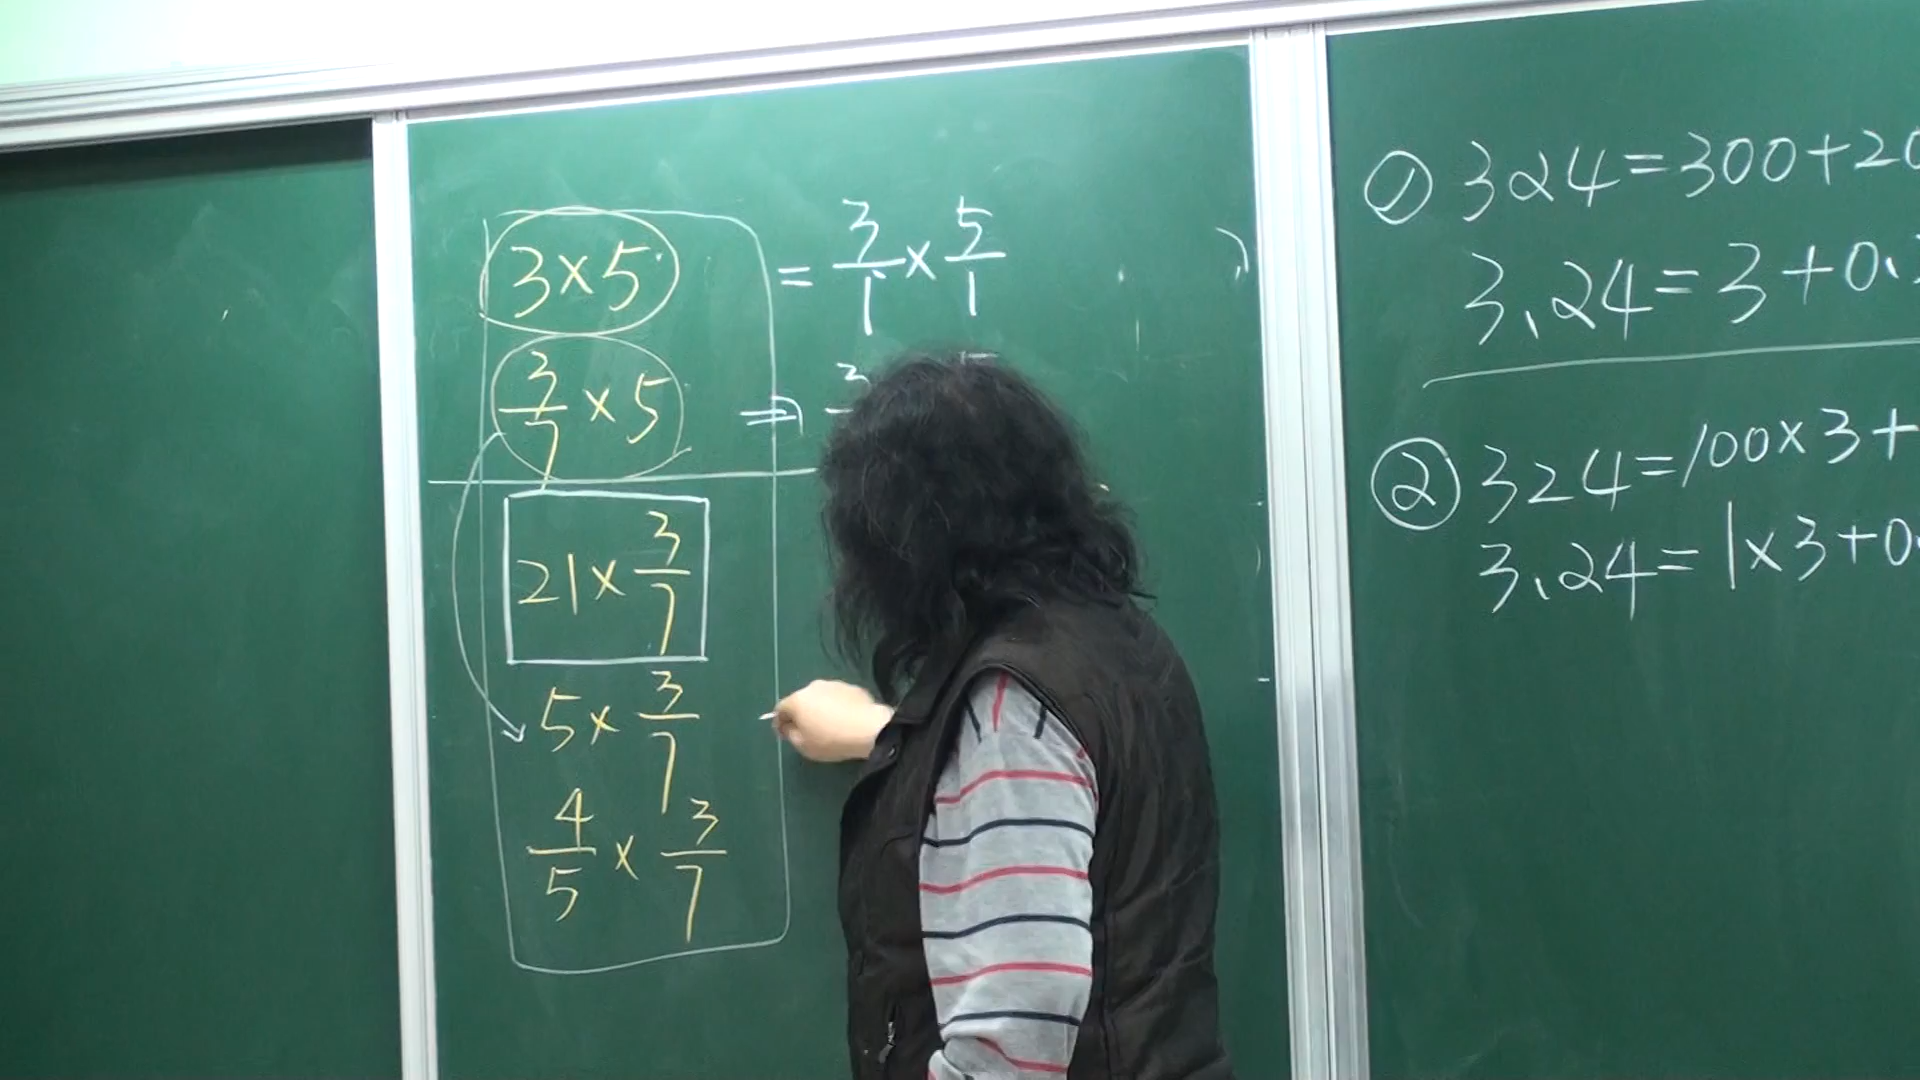 3×5 = 3/1 × 5/1
3/7 × 5 ⇒ 3
21× 3/7
5× 3/7
4/5 × 3/7
① 324=300+20
3.24=3+0.
② 324=100×3+
3.24=1×3+0.